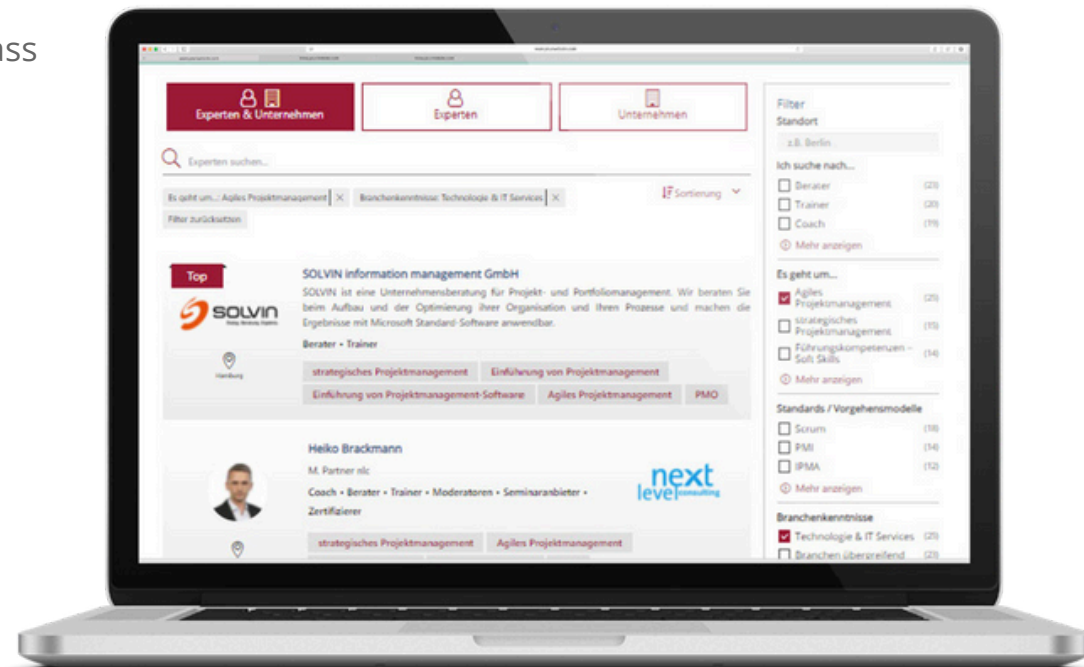 ass
Experten & Unternehmen
Experten
Unternehmen
Experten suchen...
Es geht um...: Agiles Projektmanagement ×
Branchenkenntnisse: Technologie & IT Services ×
Sortierung
Filter zurücksetzen
Top
SOLVIN
Hamburg
SOLVIN information management GmbH
SOLVIN ist eine Unternehmensberatung für Projekt- und Portfoliomanagement. Wir beraten Sie
beim Aufbau und der Optimierung ihrer Organisation und Ihren Prozesse und machen die
Ergebnisse mit Microsoft Standard-Software anwendbar.
Berater • Trainer
strategisches Projektmanagement
Einführung von Projektmanagement
Einführung von Projektmanagement-Software
Agiles Projektmanagement
PMO
Heiko Brackmann
M. Partner nlc
Coach • Berater • Trainer • Moderatoren • Seminaranbieter •
Zertifizierer
next
levelconsulting
strategisches Projektmanagement
Agiles Projektmanagement
Filter
Standort
z.B. Berlin
Ich suche nach...
Berater (23)
Trainer (20)
Coach (19)
Mehr anzeigen
Es geht um...
Agiles
Projektmanagement (25)
strategisches
Projektmanagement (15)
Führungskompetenzen –
Soft Skills (14)
Mehr anzeigen
Standards / Vorgehensmodelle
Scrum (18)
PMI (14)
IPMA (12)
Mehr anzeigen
Branchenkenntnisse
Technologie & IT Services (25)
Branchen übergreifend (23)